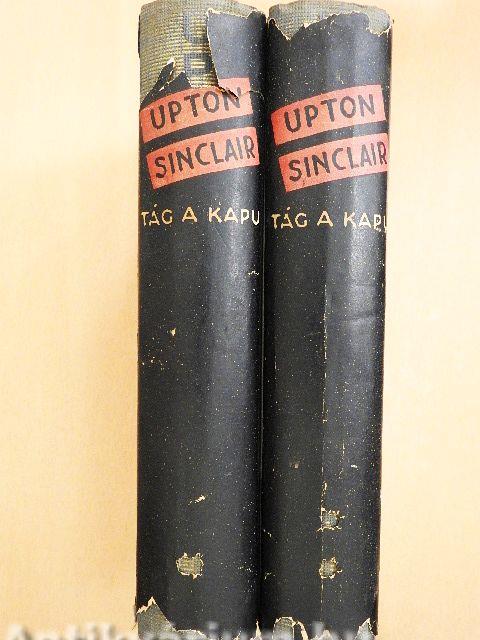 UPTON
SINCLAIR
TÁG A KAPU
UPTON
SINCLAIR
TÁG A KAPU